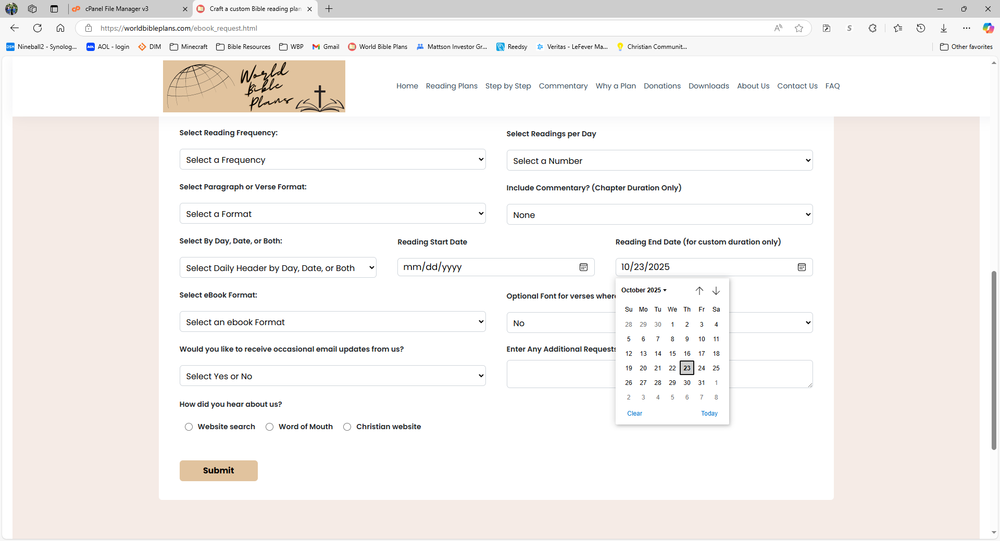 cPanel File Manager v3
Craft a custom Bible reading plan
https://worldbibleplans.com/ebook_request.html
Nineball2 - Synolog...
AOL - login
DIM
Minecraft
Bible Resources
WBP
Gmail
World Bible Plans
Mattson Investor Gr...
Reedsy
Veritas - LeFever Ma...
Christian Communit...
Other favorites
World
Bible
Plans
Home Reading Plans Step by Step Commentary Why a Plan Donations Downloads About Us Contact Us FAQ
Select Reading Frequency:
Select Readings per Day
Select a Frequency
Select a Number
Select Paragraph or Verse Format:
Include Commentary? (Chapter Duration Only)
Select a Format
None
Select By Day, Date, or Both:
Reading Start Date
Reading End Date (for custom duration only)
Select Daily Header by Day, Date, or Both
mm/dd/yyyy
10/23/2025
October 2025
Su Mo Tu We Th Fr Sa
28 29 30 1 2 3 4
5 6 7 8 9 10 11
12 13 14 15 16 17 18
19 20 21 22 23 24 25
26 27 28 29 30 31 1
2 3 4 5 6 7 8
Clear Today
Select eBook Format:
Optional Font for verses where
Select an ebook Format
No
Would you like to receive occasional email updates from us?
Enter Any Additional Requests
Select Yes or No
How did you hear about us?
Website search Word of Mouth Christian website
Submit